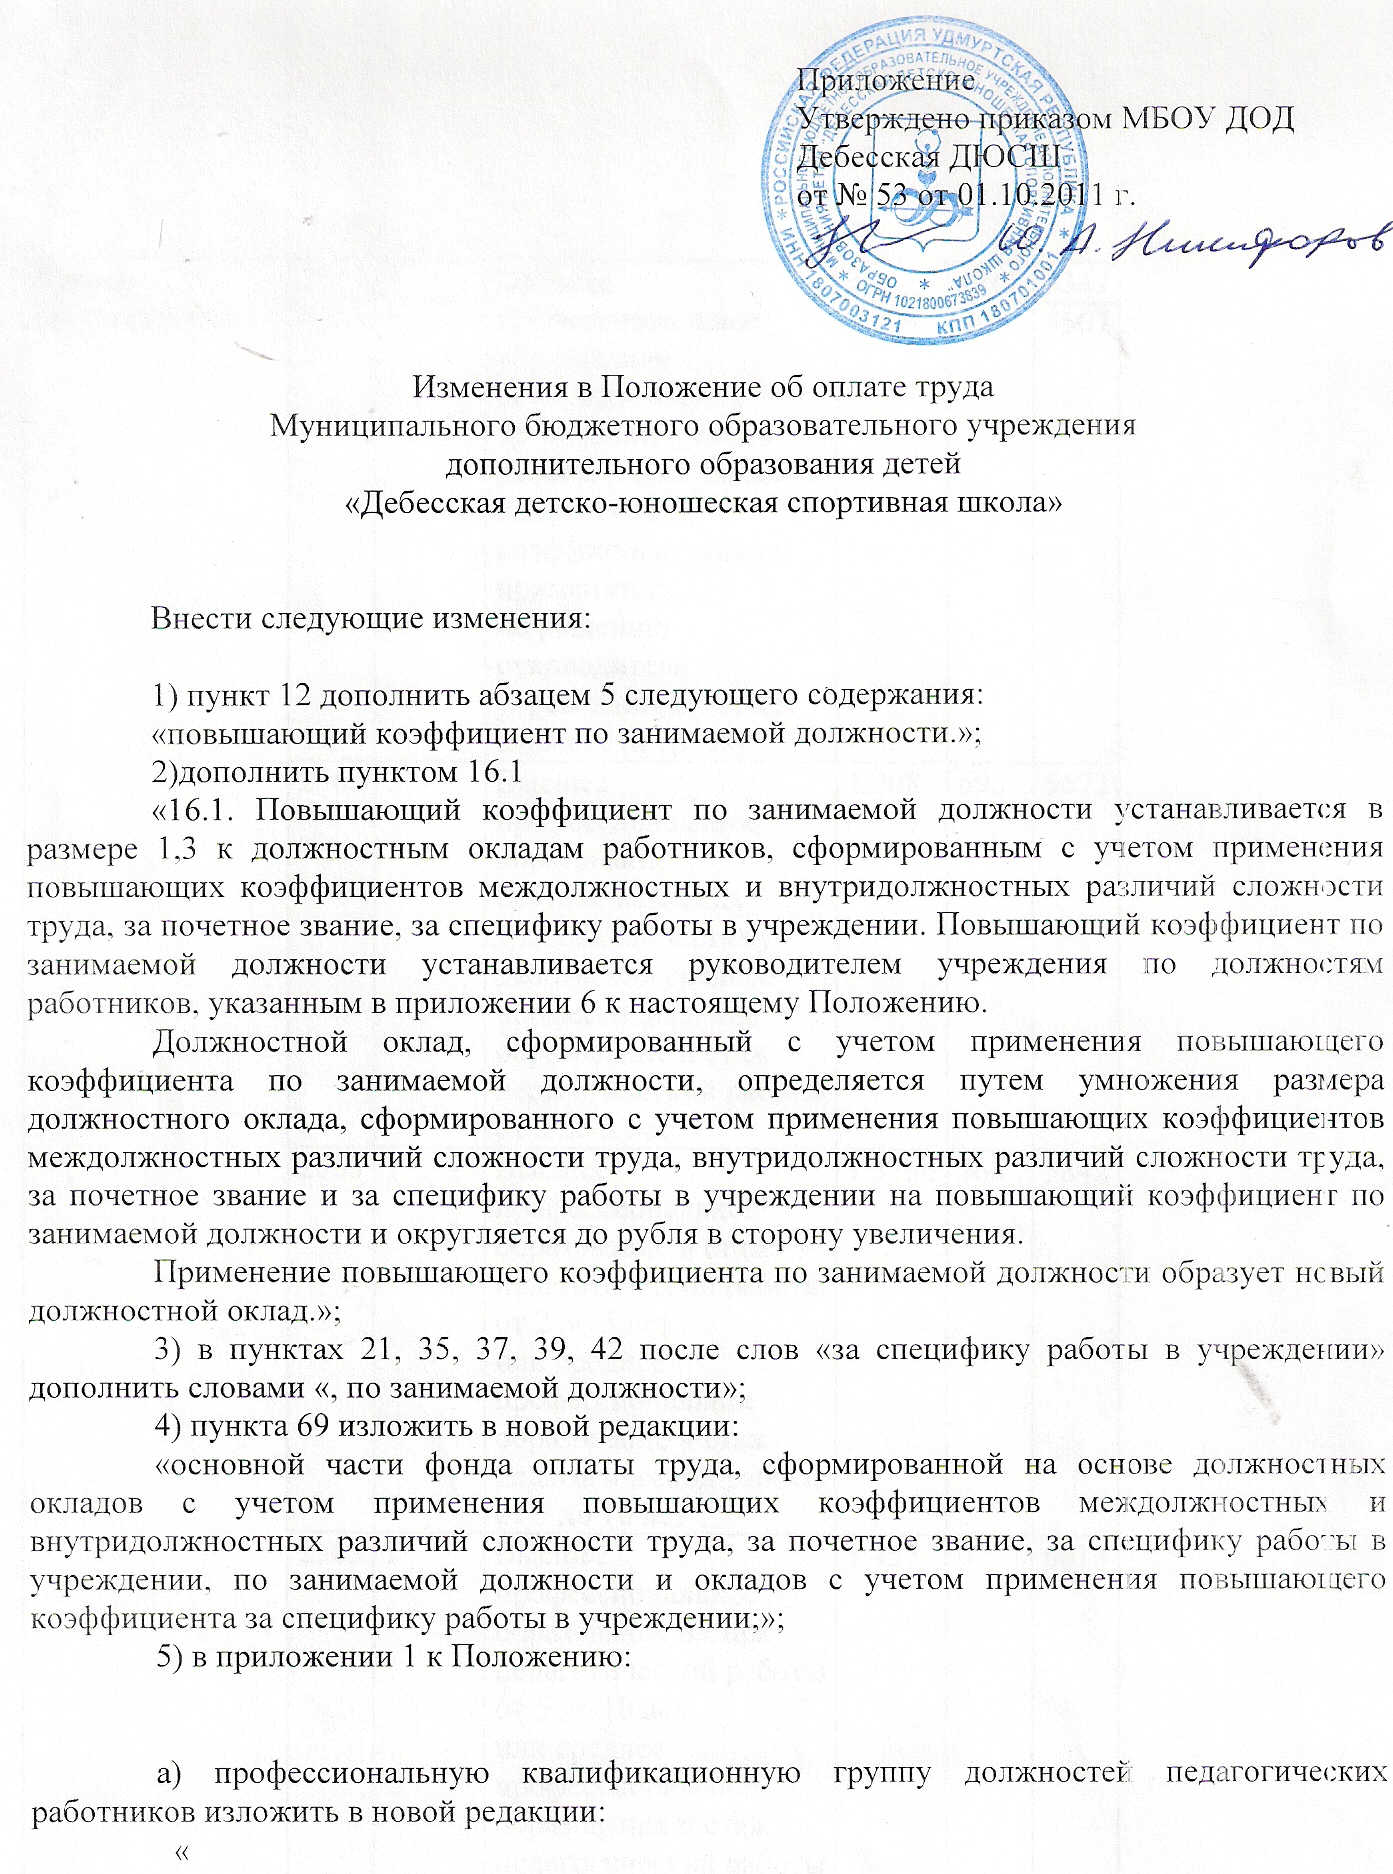 Приложение
Утверждено приказом МБОУ ДОД
Дебесская ДЮСШ
от № 53 от 01.10.2011 г.
А. Никифоров
РОССИЙСКАЯ ФЕДЕРАЦИЯ УДМУРТСКАЯ РЕСПУБЛИКА
ИНН 1807003121 КПП 180701001
ОГРН 1021800673839
Изменения в Положение об оплате труда
Муниципального бюджетного образовательного учреждения
дополнительного образования детей
«Дебесская детско-юношеская спортивная школа»
Внести следующие изменения:
1) пункт 12 дополнить абзацем 5 следующего содержания:
«повышающий коэффициент по занимаемой должности.»;
2)дополнить пунктом 16.1
«16.1. Повышающий коэффициент по занимаемой должности устанавливается в
размере 1,3 к должностным окладам работников, сформированным с учетом применения
повышающих коэффициентов междолжностных и внутридолжностных различий сложности
труда, за почетное звание, за специфику работы в учреждении. Повышающий коэффициент по
занимаемой должности устанавливается руководителем учреждения по должностям
работников, указанным в приложении 6 к настоящему Положению.
Должностной оклад, сформированный с учетом применения повышающего
коэффициента по занимаемой должности, определяется путем умножения размера
должностного оклада, сформированного с учетом применения повышающих коэффициентов
междолжностных различий сложности труда, внутридолжностных различий сложности труда,
за почетное звание и за специфику работы в учреждении на повышающий коэффициент по
занимаемой должности и округляется до рубля в сторону увеличения.
Применение повышающего коэффициента по занимаемой должности образует новый
должностной оклад.»;
3) в пунктах 21, 35, 37, 39, 42 после слов «за специфику работы в учреждении»
дополнить словами «, по занимаемой должности»;
4) пункта 69 изложить в новой редакции:
«основной части фонда оплаты труда, сформированной на основе должностных
окладов с учетом применения повышающих коэффициентов междолжностных и
внутридолжностных различий сложности труда, за почетное звание, за специфику работы в
учреждении, по занимаемой должности и окладов с учетом применения повышающего
коэффициента за специфику работы в учреждении;»;
5) в приложении 1 к Положению:
а) профессиональную квалификационную группу должностей педагогических
работников изложить в новой редакции:
«